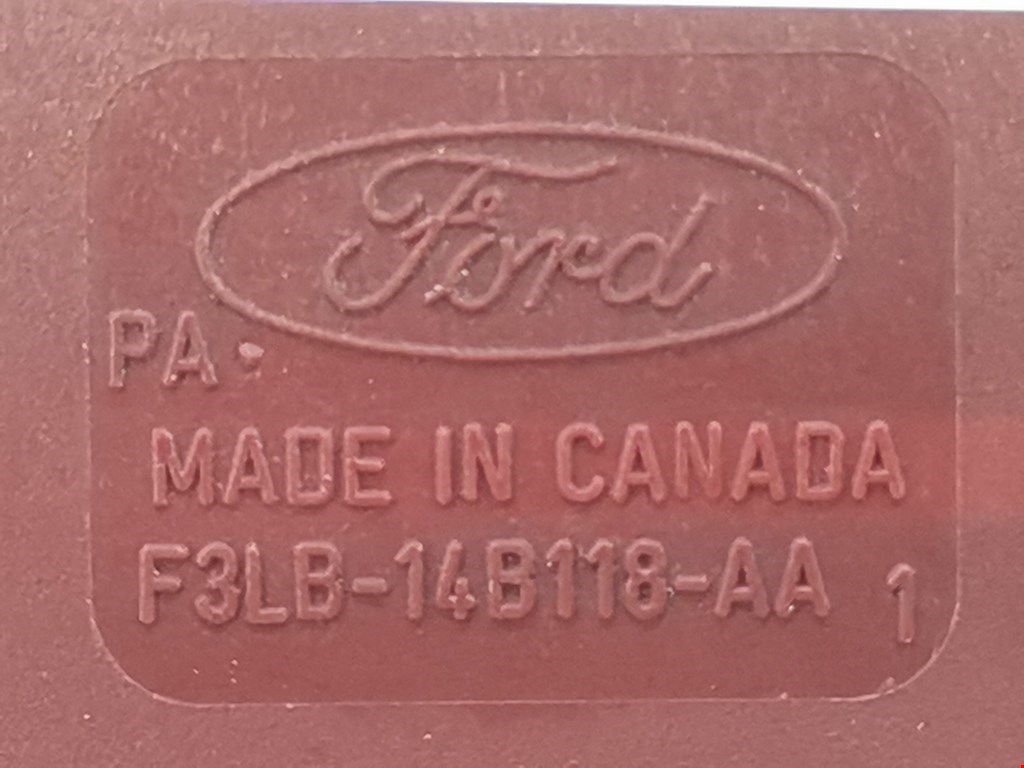 Ford
PA.
MADE IN CANADA
F3LB-14B118-AA 1